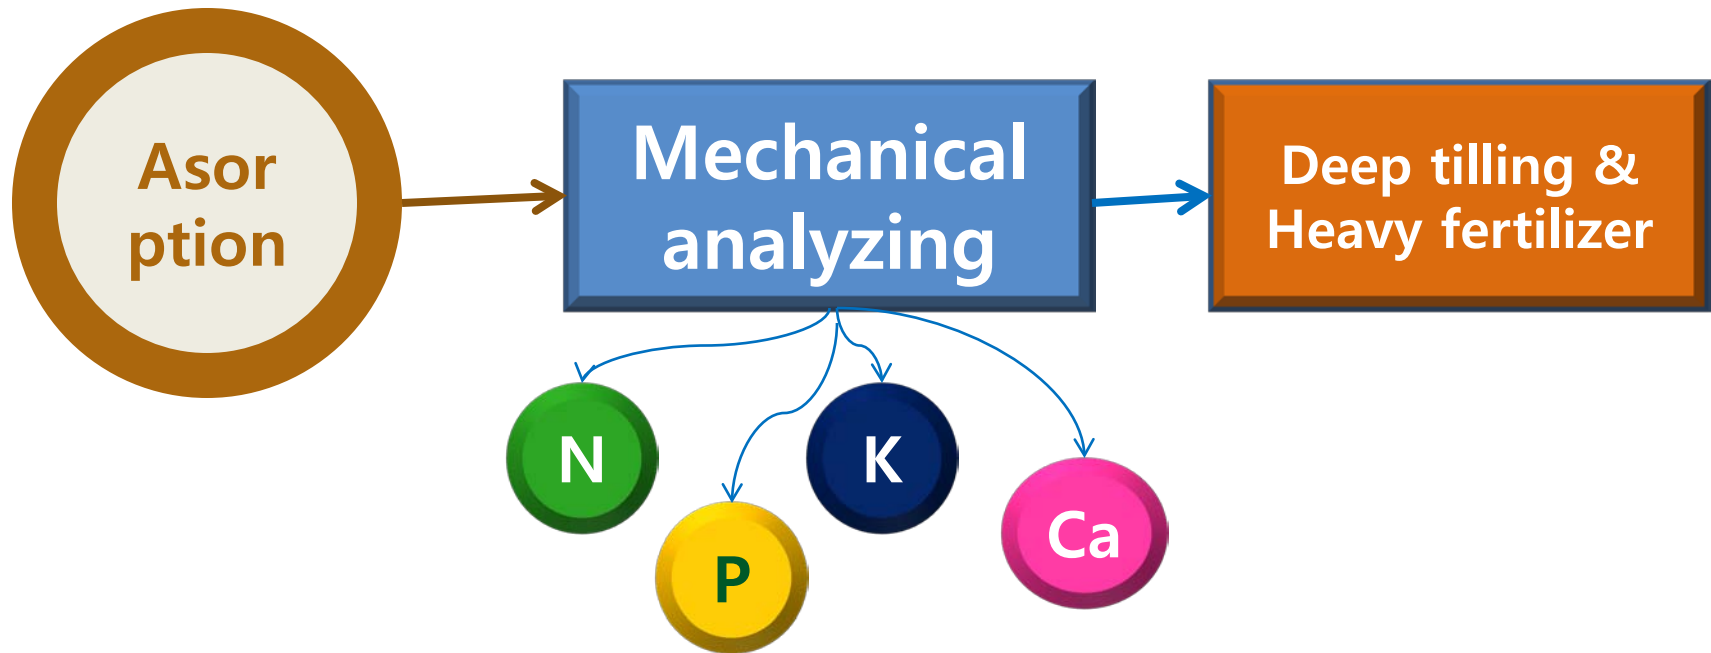 Asor
ption
Mechanical
analyzing
Deep tilling &
Heavy fertilizer
N
P
K
Ca